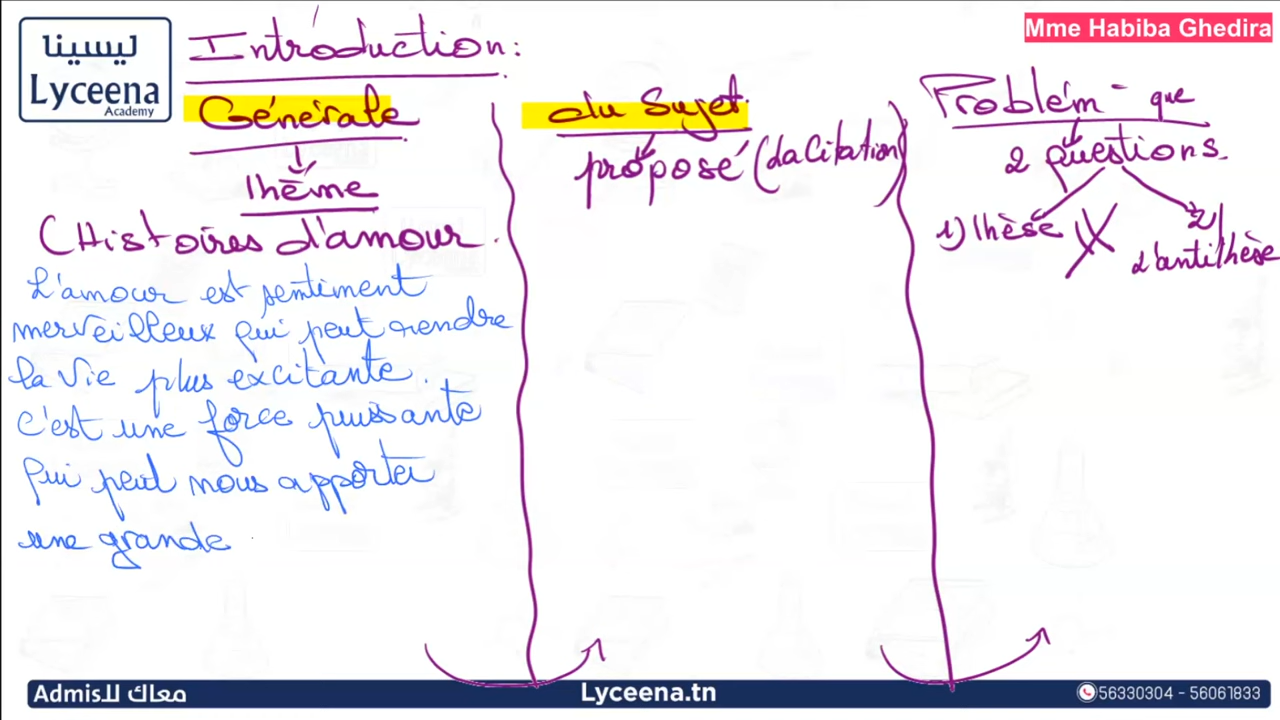 ليسينا
Lyceena
Academy
Mme Habiba Ghedira
Introduction:
Générale
thème
(Histoires d'amour.
L'amour est sentiment
merveilleux qui peut rendre
la vie plus excitante.
c'est une force puissante
qui peut nous apporter
une grande
du Sujet.
proposé (la Citation)
Problém-que
2 questions.
1) thèse
2/
l'antithèse
معاك للـ Admis
Lyceena.tn
56330304 - 56061833